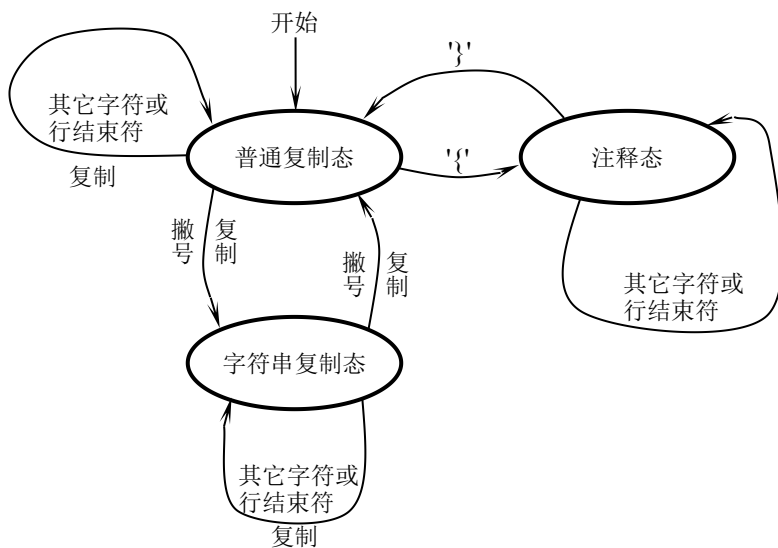 开始
'}'
其它字符或
行结束符
复制
普通复制态
'{'
注释态
撇号
复制
撇号
复制
其它字符或
行结束符
字符串复制态
其它字符或
行结束符
复制